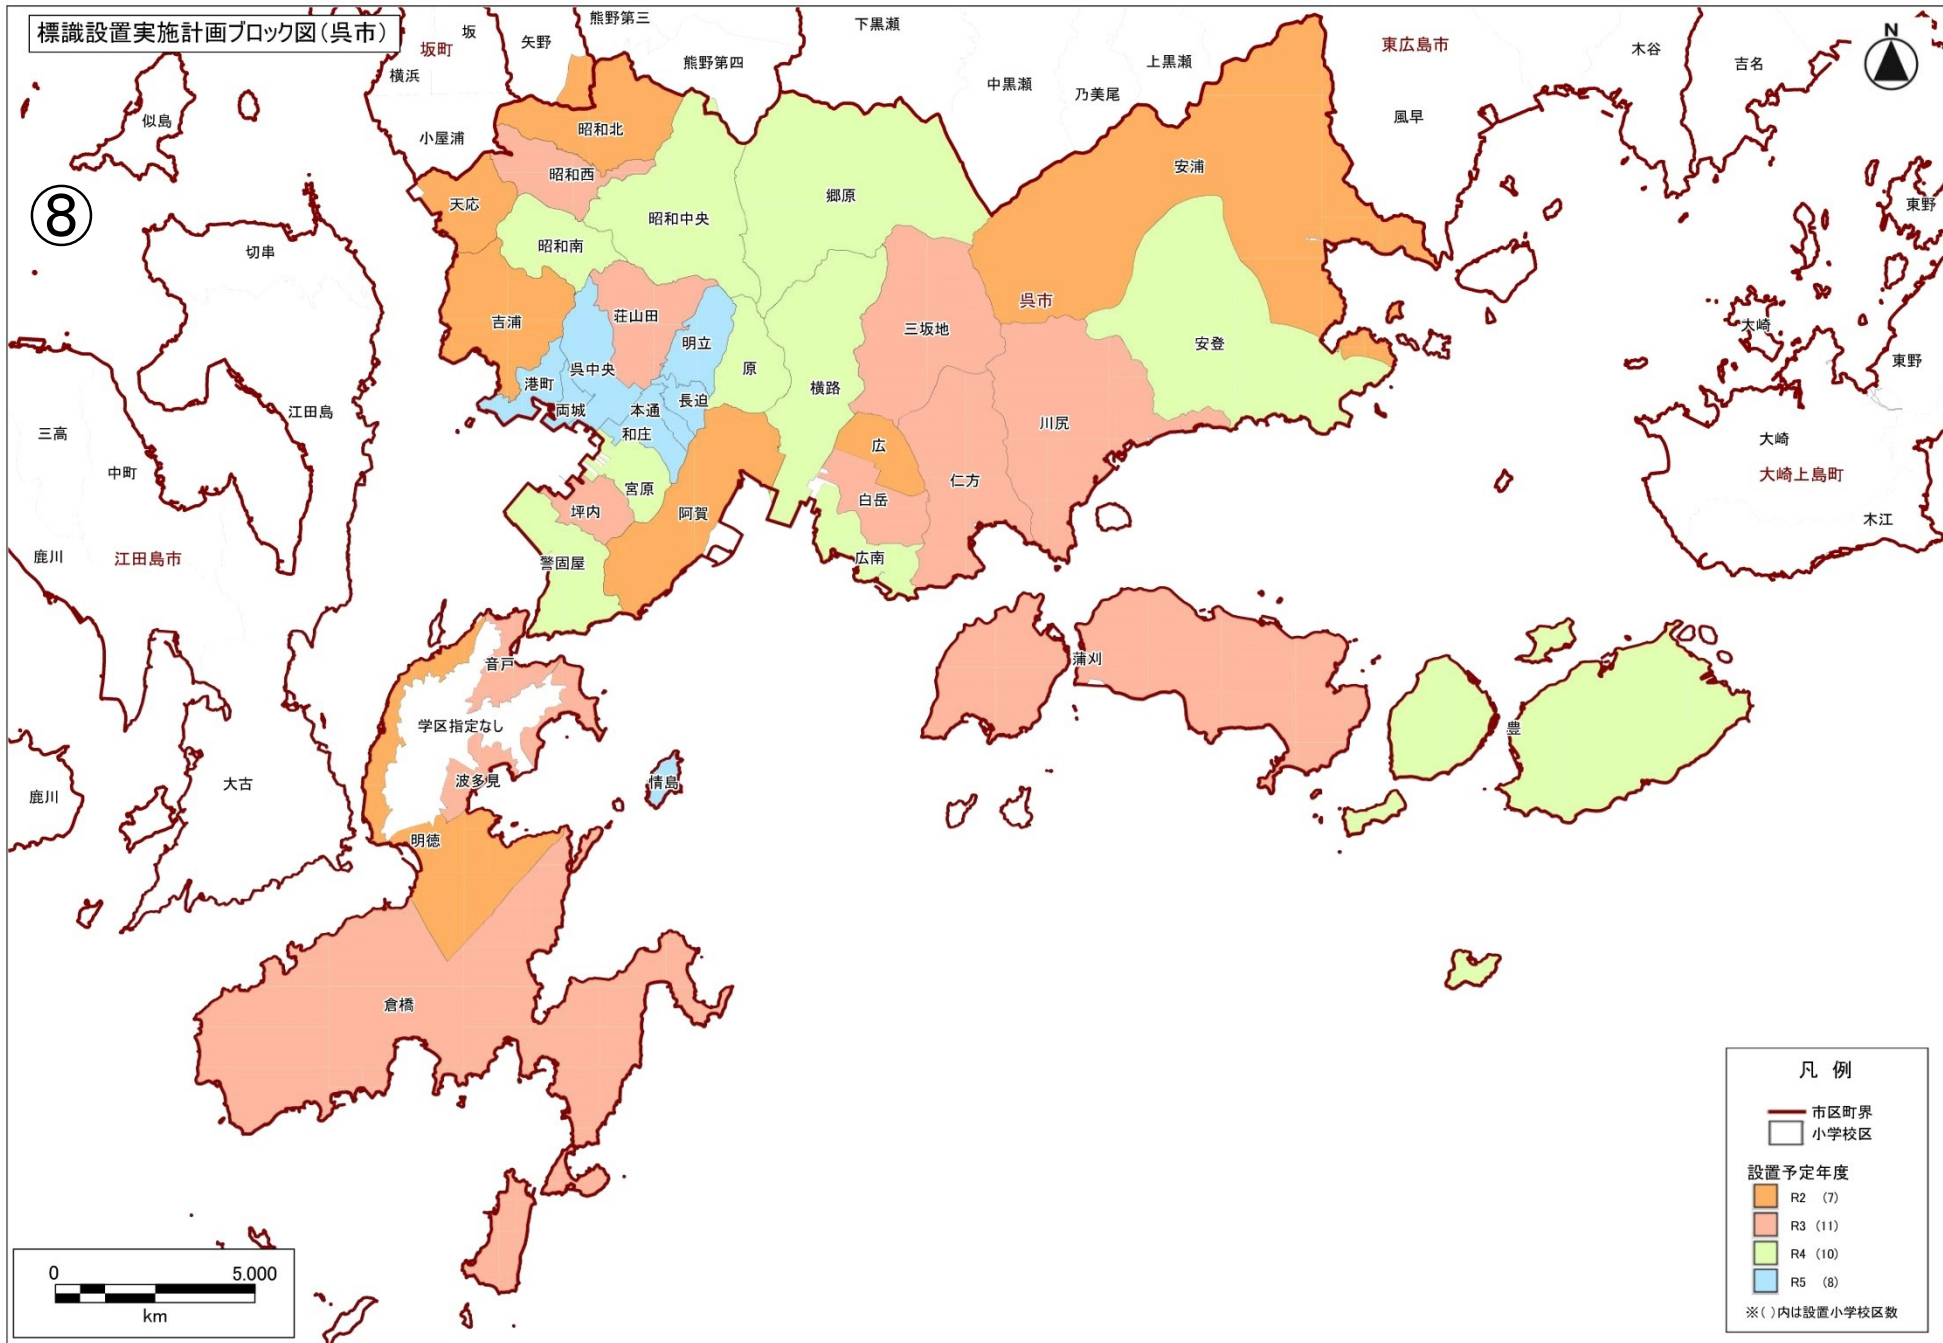 標識設置実施計画ブロック図(呉市)
⑧
N
熊野第三
坂
矢野
坂町
横浜
熊野第四
下黒瀬
中黒瀬
上黒瀬
乃美尾
東広島市
木谷
吉名
風早
似島
小屋浦
昭和北
昭和西
天応
昭和南
昭和中央
郷原
安浦
東野
切串
呉市
吉浦
荘山田
明立
三坂地
安登
大崎
東野
呉中央
原
港町
横路
両城
本通
長迫
江田島
三高
中町
和庄
川尻
広
大崎
大崎上島町
宮原
仁方
白岳
坪内
阿賀
木江
鹿川
江田島市
警固屋
広南
音戸
蒲刈
学区指定なし
豊
波多見
情島
大古
鹿川
明徳
倉橋
凡 例
市区町界
小学校区
設置予定年度
R2 (7)
R3 (11)
R4 (10)
R5 (8)
※( )内は設置小学校区数
0 5,000
km